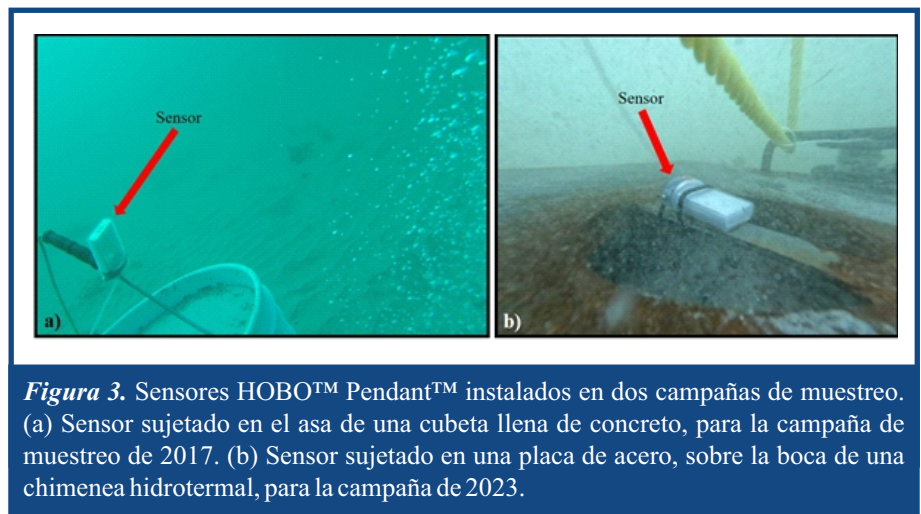 Sensor
a)
Sensor
b)
Figura 3. Sensores HOBO™ Pendant™ instalados en dos campañas de muestreo.
(a) Sensor sujetado en el asa de una cubeta llena de concreto, para la campaña de
muestreo de 2017. (b) Sensor sujetado en una placa de acero, sobre la boca de una
chimenea hidrotermal, para la campaña de 2023.